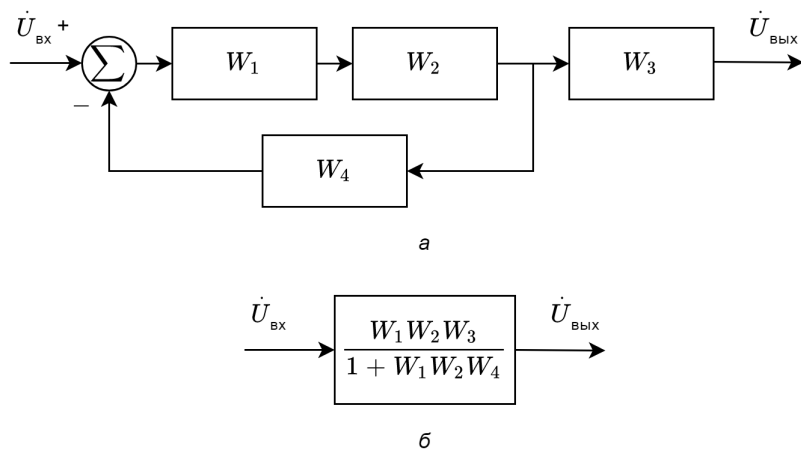 U̇вх + U̇вых
Σ W₁ W₂ W₃
−
W₄
а
U̇вх W₁W₂W₃ U̇вых
1 + W₁W₂W₄
б